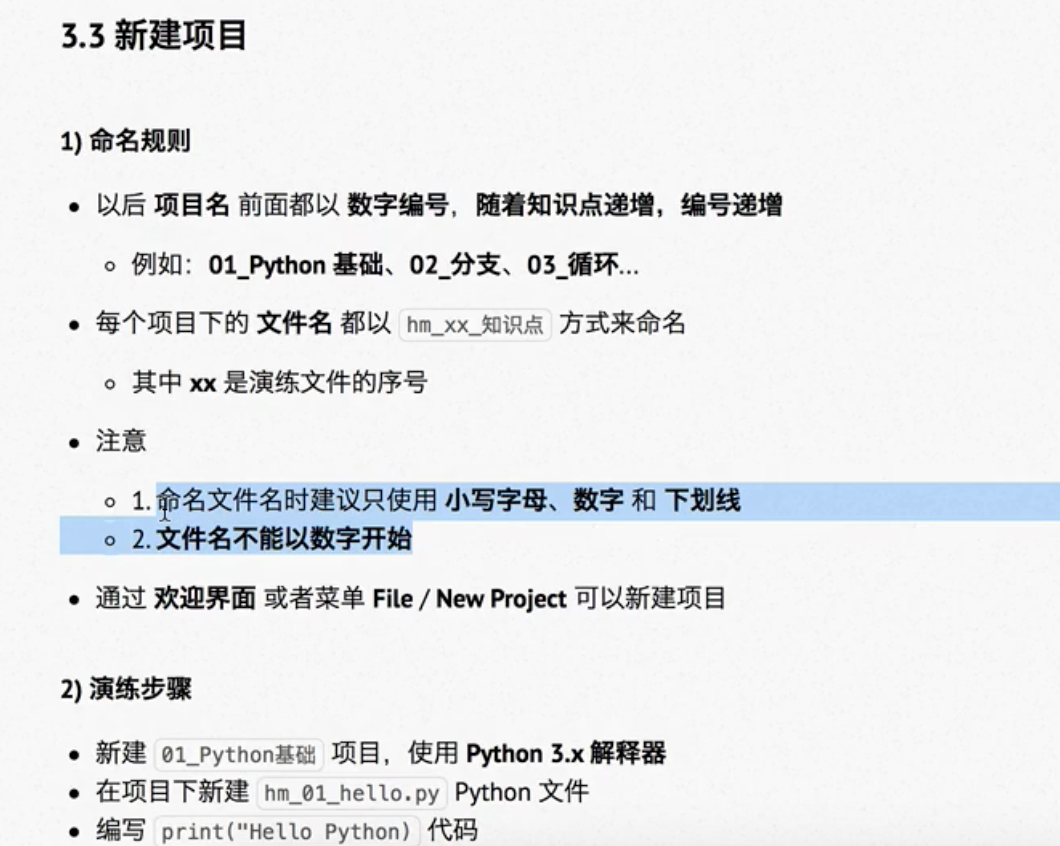 3.3 新建项目
1) 命名规则
• 以后 项目名 前面都以 数字编号，随着知识点递增，编号递增
○ 例如：01_Python 基础、02_分支、03_循环...
• 每个项目下的 文件名 都以 hm_xx_知识点 方式来命名
○ 其中 xx 是演练文件的序号
• 注意
○ 1. 命名文件名时建议只使用 小写字母、数字 和 下划线
○ 2. 文件名不能以数字开始
• 通过 欢迎界面 或者菜单 File / New Project 可以新建项目
2) 演练步骤
• 新建 01_Python基础 项目，使用 Python 3.x 解释器
• 在项目下新建 hm_01_hello.py Python 文件
• 编写 print("Hello Python) 代码